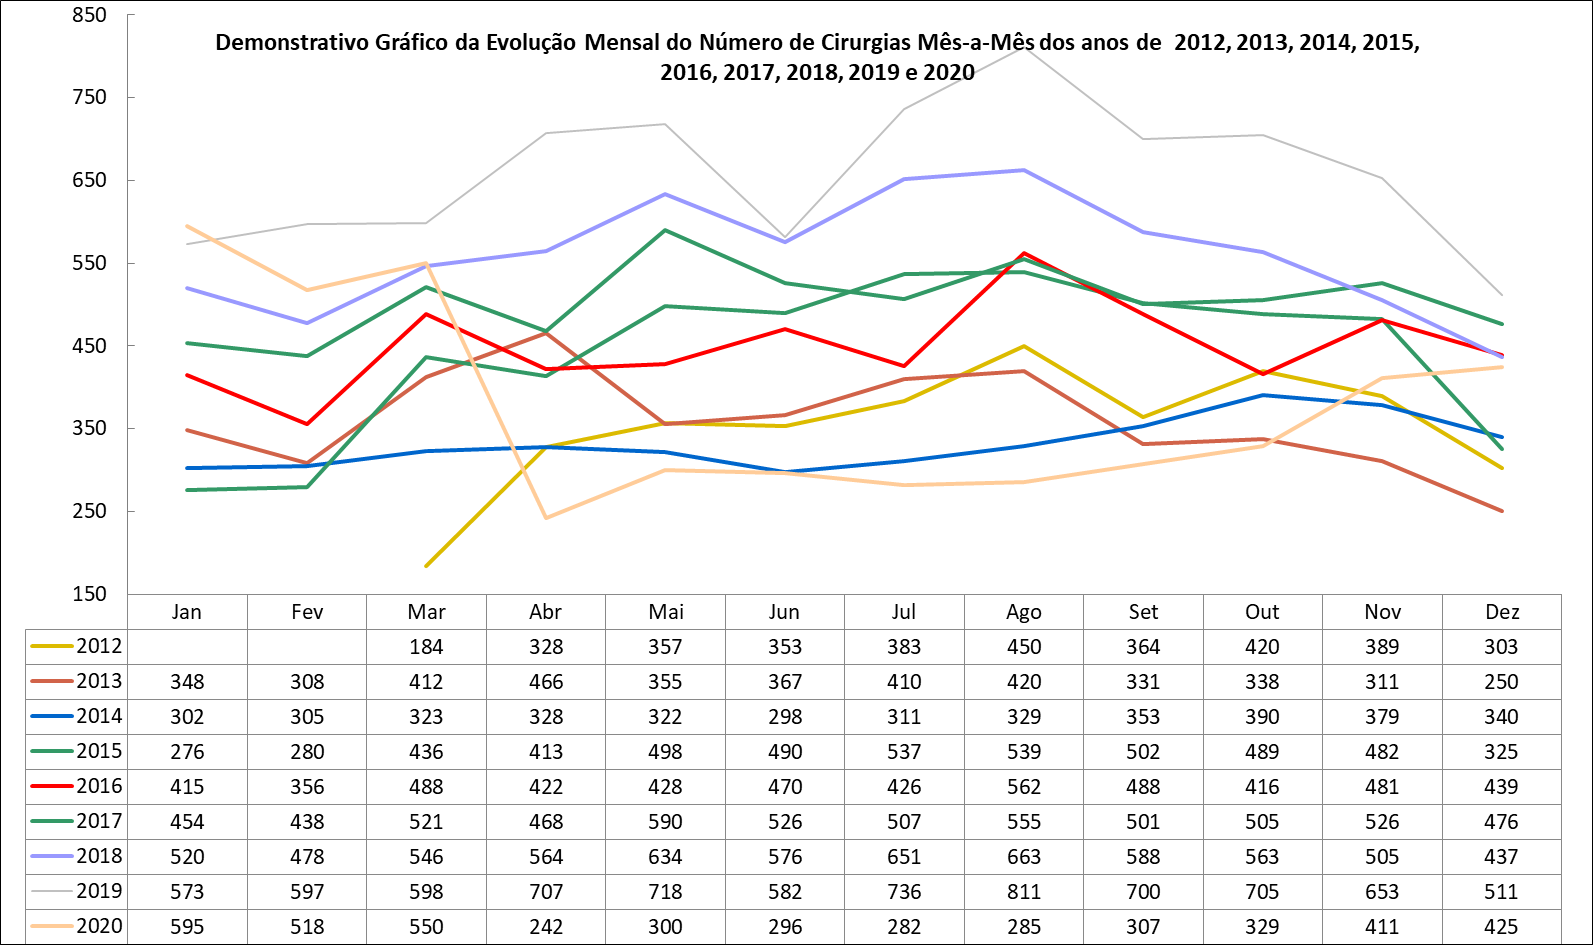 850
Demonstrativo Gráfico da Evolução Mensal do Número de Cirurgias Mês-a-Mês dos anos de 2012, 2013, 2014, 2015,
2016, 2017, 2018, 2019 e 2020
750
650
550
450
350
250
150
Jan Fev Mar Abr Mai Jun Jul Ago Set Out Nov Dez
2012 184 328 357 353 383 450 364 420 389 303
2013 348 308 412 466 355 367 410 420 331 338 311 250
2014 302 305 323 328 322 298 311 329 353 390 379 340
2015 276 280 436 413 498 490 537 539 502 489 482 325
2016 415 356 488 422 428 470 426 562 488 416 481 439
2017 454 438 521 468 590 526 507 555 501 505 526 476
2018 520 478 546 564 634 576 651 663 588 563 505 437
2019 573 597 598 707 718 582 736 811 700 705 653 511
2020 595 518 550 242 300 296 282 285 307 329 411 425